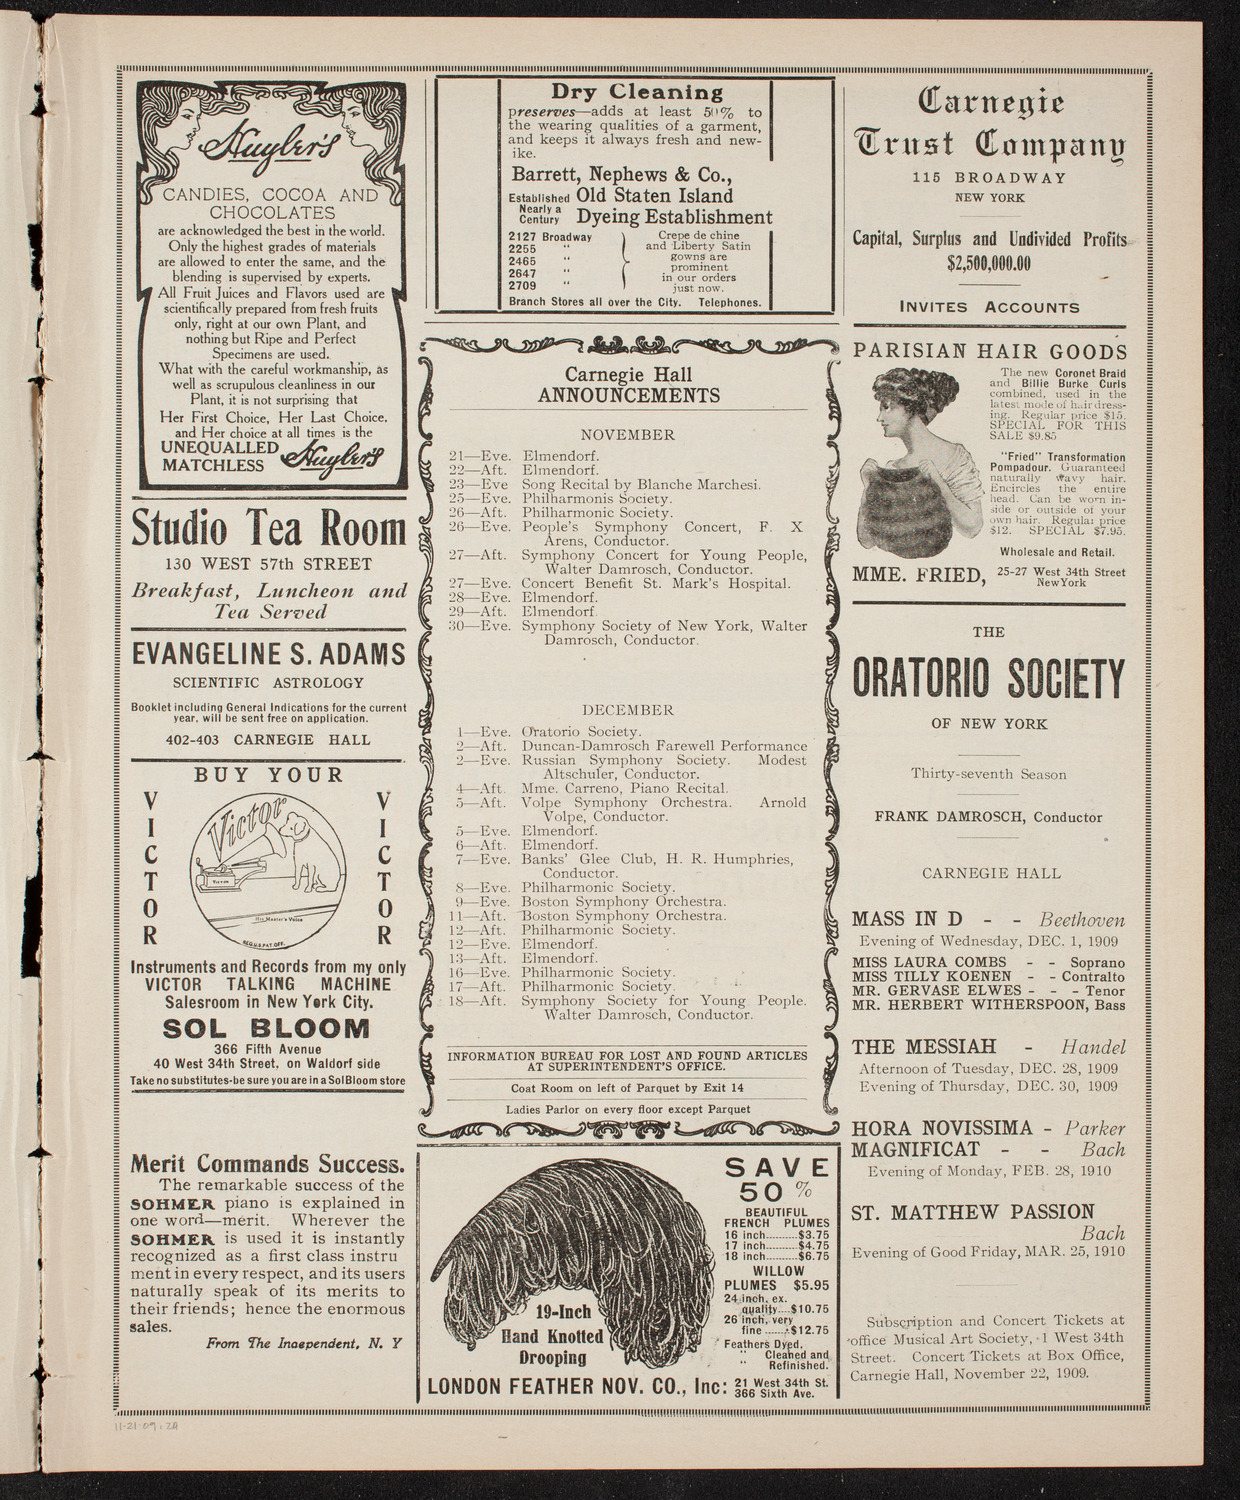 Huyler's
CANDIES, COCOA AND
CHOCOLATES
are acknowledged the best in the world.
Only the highest grades of materials
are allowed to enter the same, and the
blending is supervised by experts.
All Fruit Juices and Flavors used are
scientifically prepared from fresh fruits
only, right at our own Plant, and
nothing but Ripe and Perfect
Specimens are used.
What with the careful workmanship, as
well as scrupulous cleanliness in our
Plant, it is not surprising that
Her First Choice, Her Last Choice,
and Her choice at all times is the
UNEQUALLED
MATCHLESS Huyler's
Studio Tea Room
130 WEST 57th STREET
Breakfast, Luncheon and
Tea Served
EVANGELINE S. ADAMS
SCIENTIFIC ASTROLOGY
Booklet including General Indications for the current
year, will be sent free on application.
402-403 CARNEGIE HALL
BUY YOUR
VICTOR
VICTOR
Victor
Victor
His Master's Voice
REG.U.S.PAT.OFF.
Instruments and Records from my only
VICTOR TALKING MACHINE
Salesroom in New York City.
SOL BLOOM
366 Fifth Avenue
40 West 34th Street, on Waldorf side
Take no substitutes-be sure you are in a Sol Bloom store
Merit Commands Success.
The remarkable success of the
SOHMER piano is explained in
one word—merit. Wherever the
SOHMER is used it is instantly
recognized as a first class instru
ment in every respect, and its users
naturally speak of its merits to
their friends; hence the enormous
sales.
From The Inaependent, N. Y
Dry Cleaning
preserves—adds at least 50% to
the wearing qualities of a garment,
and keeps it always fresh and new-
ike.
Barrett, Nephews & Co.,
Established Nearly a Century
Old Staten Island
Dyeing Establishment
2127 Broadway
2255 "
2465 "
2647 "
2709 "
Crepe de chine
and Liberty Satin
gowns are
prominent
in our orders
just now.
Branch Stores all over the City. Telephones.
Carnegie Hall
ANNOUNCEMENTS
NOVEMBER
21—Eve. Elmendorf.
22—Aft. Elmendorf.
23—Eve Song Recital by Blanche Marchesi.
25—Eve. Philharmonis Society.
26—Aft. Philharmonic Society.
26—Eve. People's Symphony Concert, F. X
Arens, Conductor.
27—Aft. Symphony Concert for Young People,
Walter Damrosch, Conductor.
27—Eve. Concert Benefit St. Mark's Hospital.
28—Eve. Elmendorf.
29—Aft. Elmendorf.
30—Eve. Symphony Society of New York, Walter
Damrosch, Conductor.
DECEMBER
1—Eve. Oratorio Society.
2—Aft. Duncan-Damrosch Farewell Performance
2—Eve. Russian Symphony Society. Modest
Altschuler, Conductor.
4—Aft. Mme. Carreno, Piano Recital.
5—Aft. Volpe Symphony Orchestra. Arnold
Volpe, Conductor.
5—Eve. Elmendorf.
6—Aft. Elmendorf.
7—Eve. Banks' Glee Club, H. R. Humphries,
Conductor.
8—Eve. Philharmonic Society.
9—Eve. Boston Symphony Orchestra.
11—Aft. Boston Symphony Orchestra.
12—Aft. Philharmonic Society.
12—Eve. Elmendorf.
13—Aft. Elmendorf.
16—Eve. Philharmonic Society.
17—Aft. Philharmonic Society.
18—Aft. Symphony Society for Young People.
Walter Damrosch, Conductor.
INFORMATION BUREAU FOR LOST AND FOUND ARTICLES
AT SUPERINTENDENT'S OFFICE.
Coat Room on left of Parquet by Exit 14
Ladies Parlor on every floor except Parquet
19-Inch
Hand Knotted
Drooping
SAVE
50%
BEAUTIFUL
FRENCH PLUMES
16 inch..........$3.75
17 inch..........$4.75
18 inch..........$6.75
WILLOW
PLUMES $5.95
24 inch, ex.
quality....$10.75
26 inch, very
fine ......$12.75
Feathers Dyed,
" Cleaned and
" Refinished.
LONDON FEATHER NOV. CO., Inc: 21 West 34th St.
366 Sixth Ave.
Carnegie
Trust Company
115 BROADWAY
NEW YORK
Capital, Surplus and Undivided Profits
$2,500,000.00
INVITES ACCOUNTS
PARISIAN HAIR GOODS
The new Coronet Braid
and Billie Burke Curls
combined, used in the
latest mode of hairdress-
ing. Regular price $15.
SPECIAL FOR THIS
SALE $9.85
"Fried" Transformation
Pompadour. Guaranteed
naturally wavy hair.
Encircles the entire
head. Can be worn in-
side or outside of your
own hair. Regular price
$12. SPECIAL $7.95.
Wholesale and Retail.
MME. FRIED, 25-27 West 34th Street
New York
THE
ORATORIO SOCIETY
OF NEW YORK
Thirty-seventh Season
FRANK DAMROSCH, Conductor
CARNEGIE HALL
MASS IN D - - Beethoven
Evening of Wednesday, DEC. 1, 1909
MISS LAURA COMBS - - Soprano
MISS TILLY KOENEN - - Contralto
MR. GERVASE ELWES - - - Tenor
MR. HERBERT WITHERSPOON, Bass
THE MESSIAH - Handel
Afternoon of Tuesday, DEC. 28, 1909
Evening of Thursday, DEC. 30, 1909
HORA NOVISSIMA - Parker
MAGNIFICAT - - Bach
Evening of Monday, FEB. 28, 1910
ST. MATTHEW PASSION
Bach
Evening of Good Friday, MAR. 25, 1910
Subscription and Concert Tickets at
office Musical Art Society, 1 West 34th
Street. Concert Tickets at Box Office,
Carnegie Hall, November 22, 1909.
11-21-09.2A